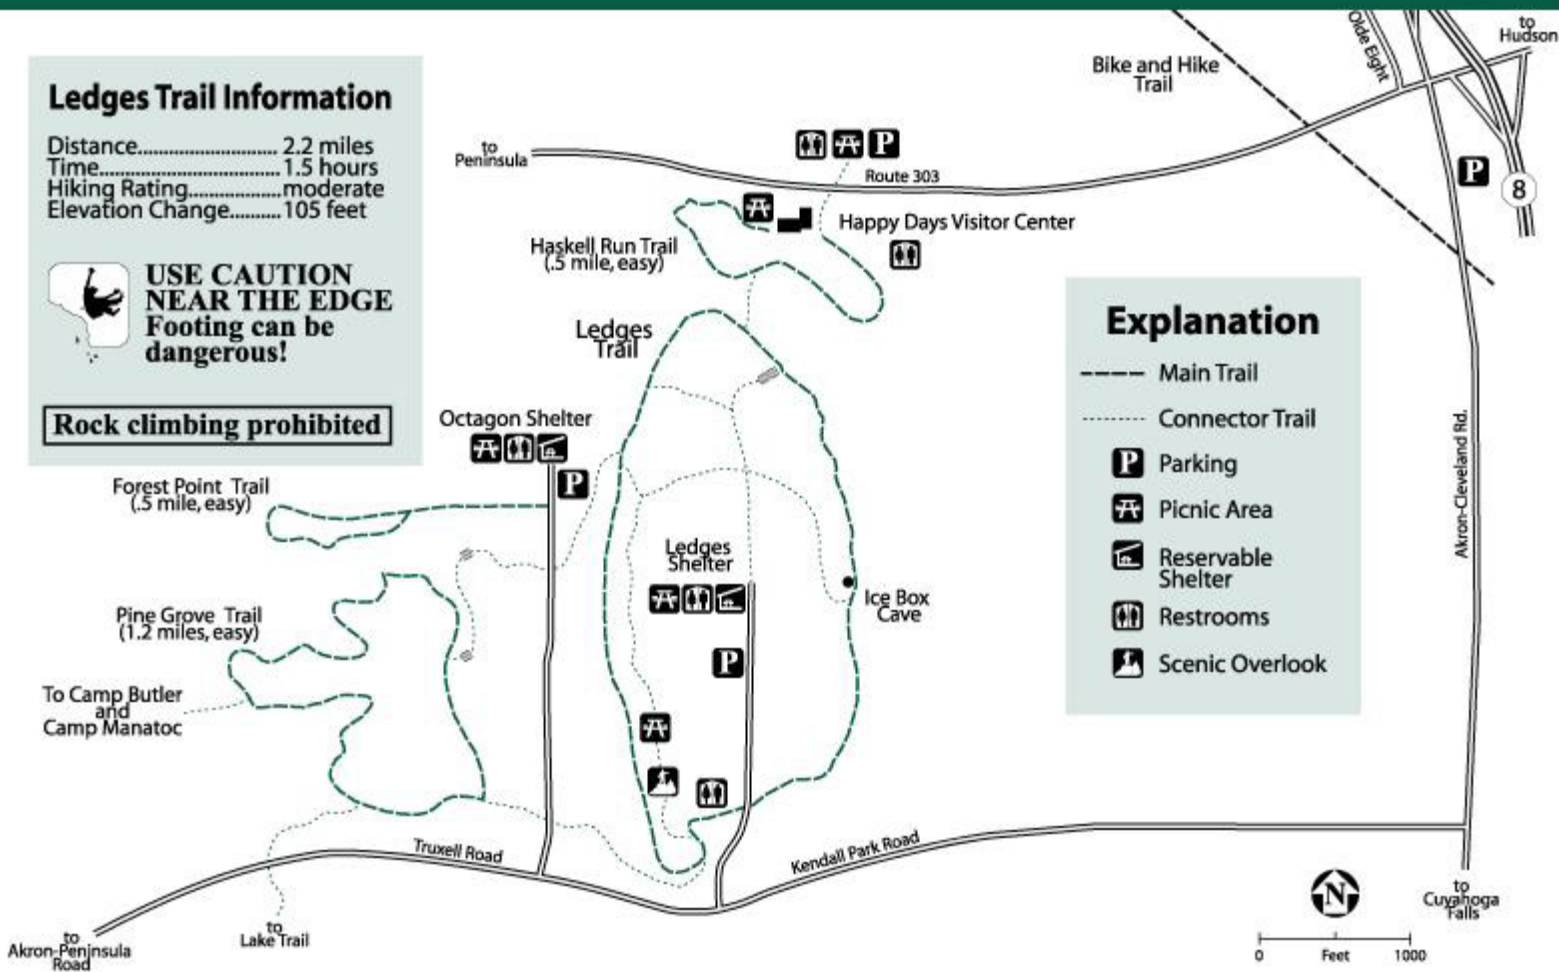 Ledges Trail Information
Distance............................ 2.2 miles
Time.................................... 1.5 hours
Hiking Rating..................moderate
Elevation Change..........105 feet
USE CAUTION
NEAR THE EDGE
Footing can be
dangerous!
Rock climbing prohibited
to
Peninsula
P
Route 303
Bike and Hike
Trail
Olde Eight
to
Hudson
P
8
Haskell Run Trail
(.5 mile, easy)
Happy Days Visitor Center
Ledges
Trail
Octagon Shelter
P
Forest Point Trail
(.5 mile, easy)
Ledges
Shelter
P
Ice Box
Cave
Pine Grove Trail
(1.2 miles, easy)
To Camp Butler
and
Camp Manatoc
Explanation
Main Trail
Connector Trail
P Parking
Picnic Area
Reservable
Shelter
Restrooms
Scenic Overlook
Akron-Cleveland Rd.
Truxell Road
Kendall Park Road
to
Akron-Peninsula
Road
to
Lake Trail
N
0 Feet 1000
to
Cuyahoga
Falls